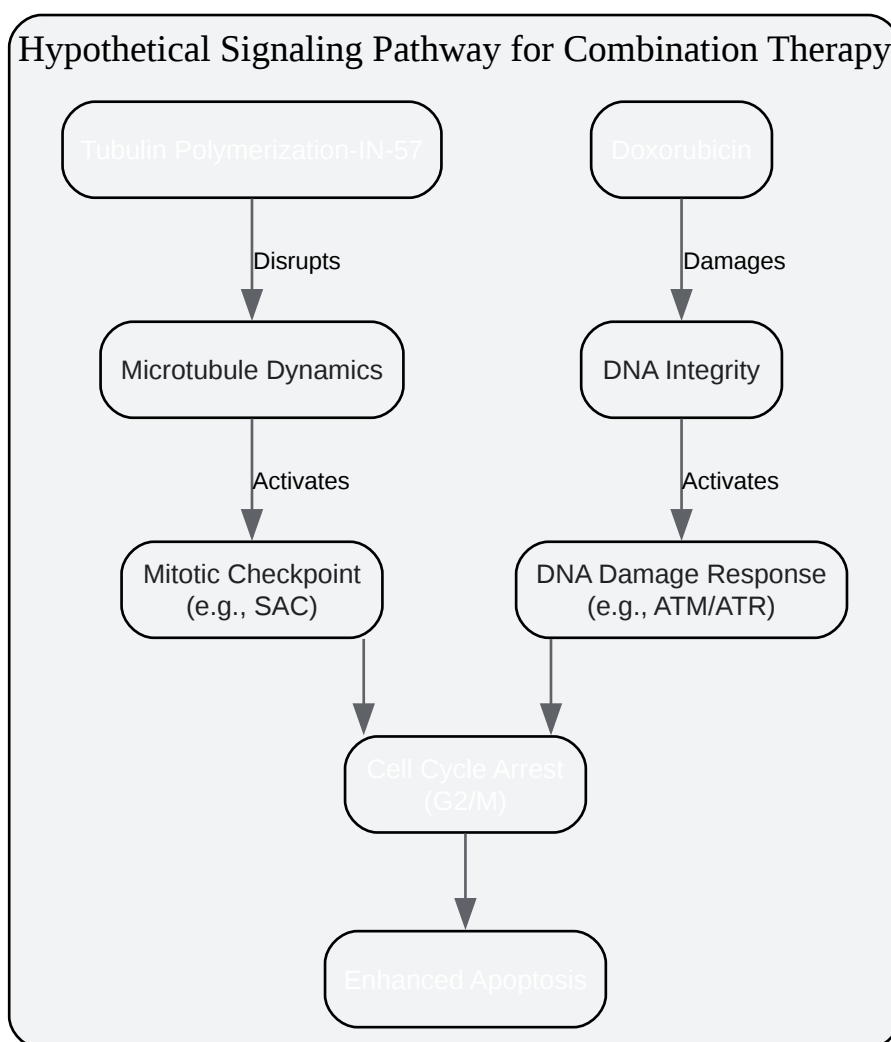 Hypothetical Signaling Pathway for Combination Therapy
Tubulin Polymerization-IN-57
Doxorubicin
Disrupts
Damages
Microtubule Dynamics
DNA Integrity
Activates
Activates
Mitotic Checkpoint
(e.g., SAC)
DNA Damage Response
(e.g., ATM/ATR)
Cell Cycle Arrest
(G2/M)
Enhanced Apoptosis